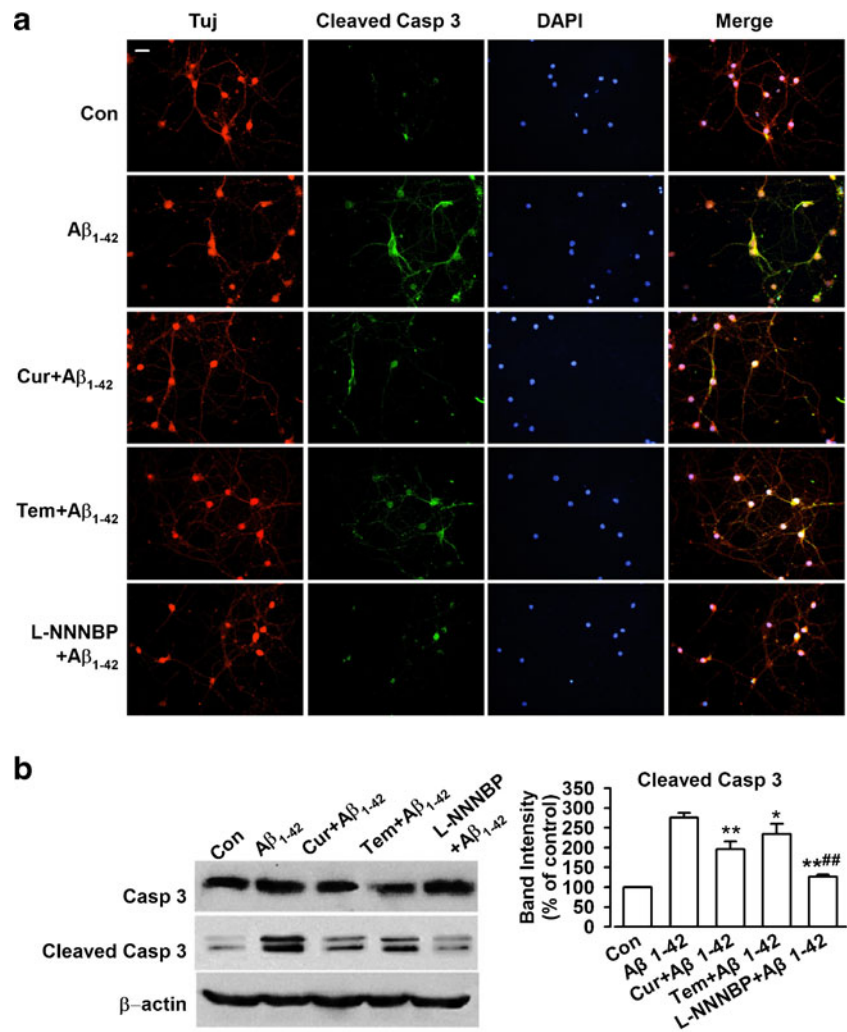 a
Tuj Cleaved Casp 3 DAPI Merge
Con
Aβ1-42
Cur+Aβ1-42
Tem+Aβ1-42
L-NNNBP
+Aβ1-42
b
Con Aβ1-42 Cur+Aβ1-42 Tem+Aβ1-42 L-NNNBP
+Aβ1-42
Casp 3
Cleaved Casp 3
β-actin
Cleaved Casp 3
Band Intensity
(% of control)
350
300
250
200
150
100
50
0
** * **##
Con Aβ 1-42 Cur+Aβ 1-42 Tem+Aβ 1-42 L-NNNBP+Aβ 1-42